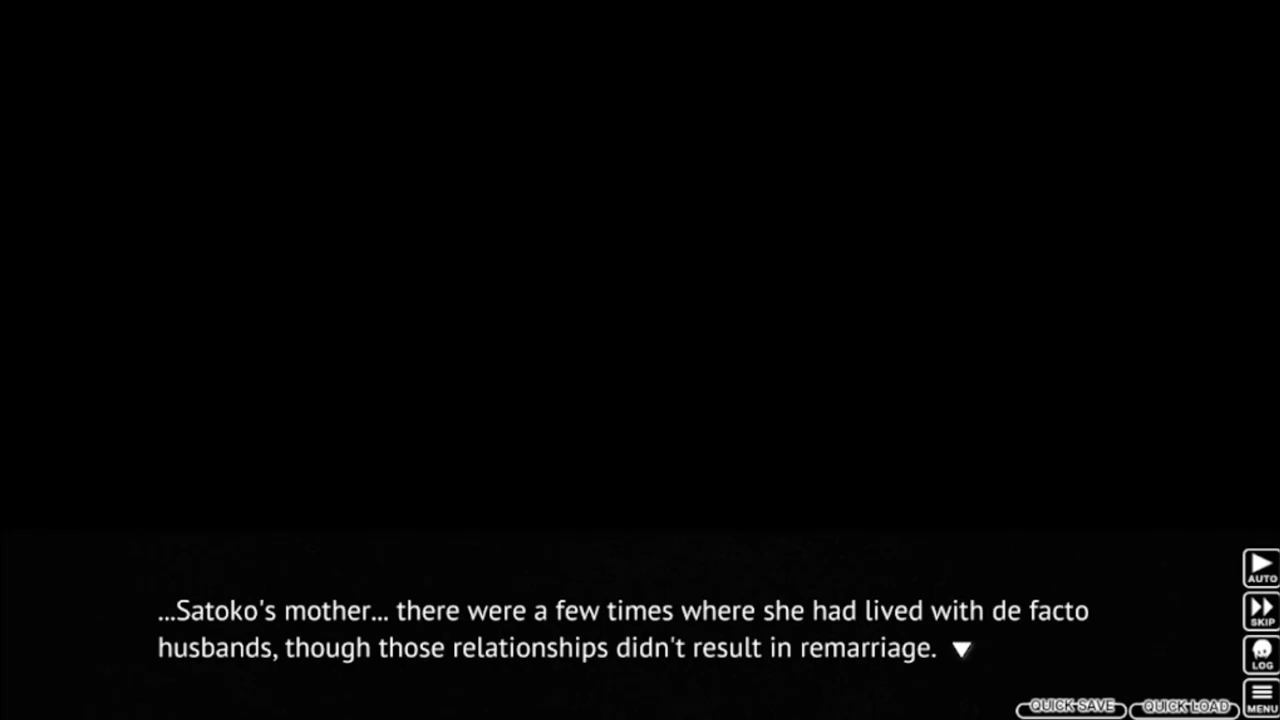 ...Satoko's mother... there were a few times where she had lived with de facto
husbands, though those relationships didn't result in remarriage.
AUTO
SKIP
LOG
MENU
QUICK SAVE
QUICK LOAD